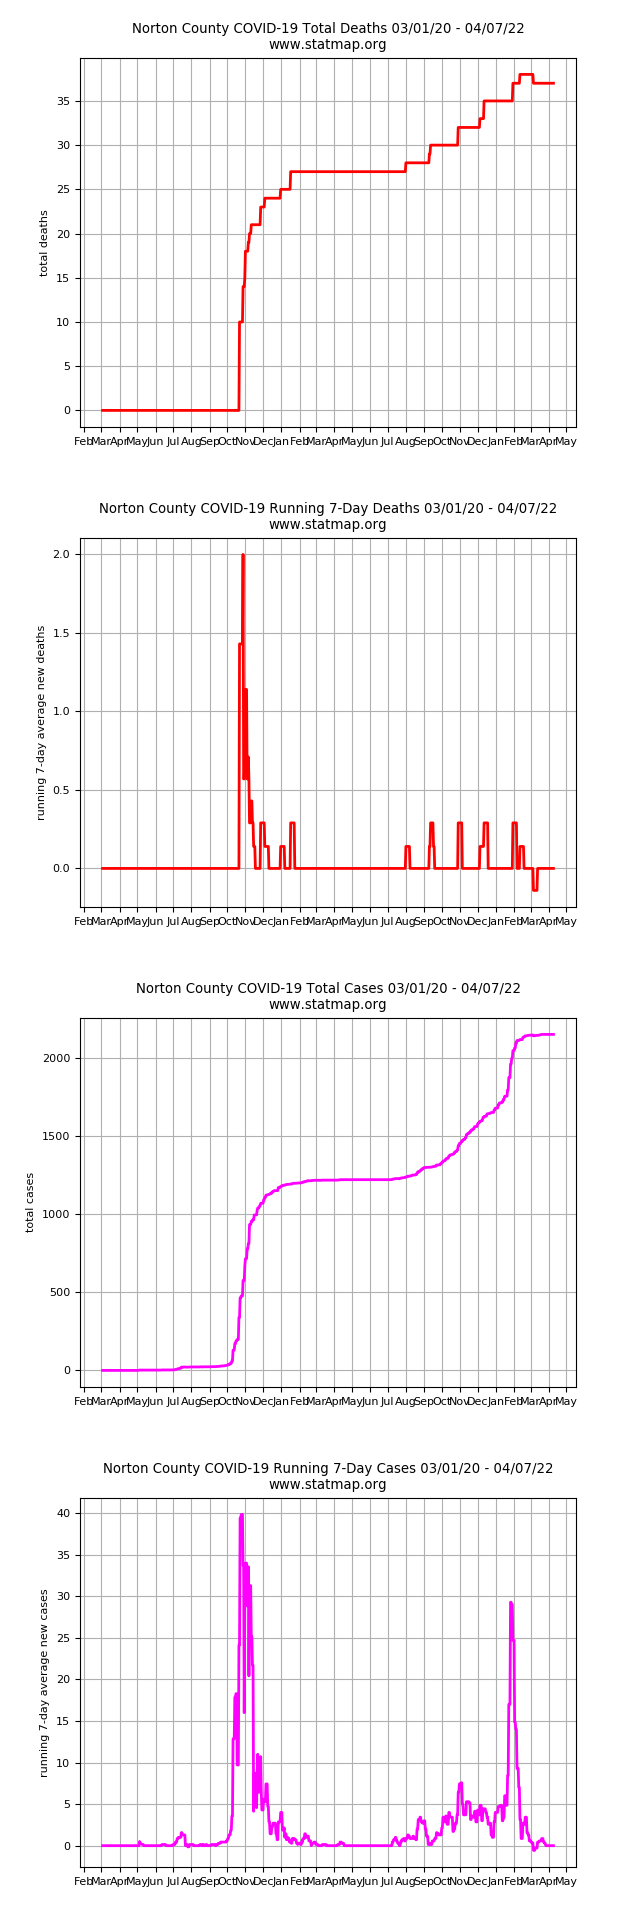 Norton County COVID-19 Total Deaths 03/01/20 - 04/07/22
www.statmap.org
35
30
25
20
15
10
5
0
total deaths
Feb Mar Apr May Jun Jul Aug Sep Oct Nov Dec Jan Feb Mar Apr May Jun Jul Aug Sep Oct Nov Dec Jan Feb Mar Apr May
Norton County COVID-19 Running 7-Day Deaths 03/01/20 - 04/07/22
www.statmap.org
2.0
1.5
1.0
0.5
0.0
running 7-day average new deaths
Feb Mar Apr May Jun Jul Aug Sep Oct Nov Dec Jan Feb Mar Apr May Jun Jul Aug Sep Oct Nov Dec Jan Feb Mar Apr May
Norton County COVID-19 Total Cases 03/01/20 - 04/07/22
www.statmap.org
2000
1500
1000
500
0
total cases
Feb Mar Apr May Jun Jul Aug Sep Oct Nov Dec Jan Feb Mar Apr May Jun Jul Aug Sep Oct Nov Dec Jan Feb Mar Apr May
Norton County COVID-19 Running 7-Day Cases 03/01/20 - 04/07/22
www.statmap.org
40
35
30
25
20
15
10
5
0
running 7-day average new cases
Feb Mar Apr May Jun Jul Aug Sep Oct Nov Dec Jan Feb Mar Apr May Jun Jul Aug Sep Oct Nov Dec Jan Feb Mar Apr May